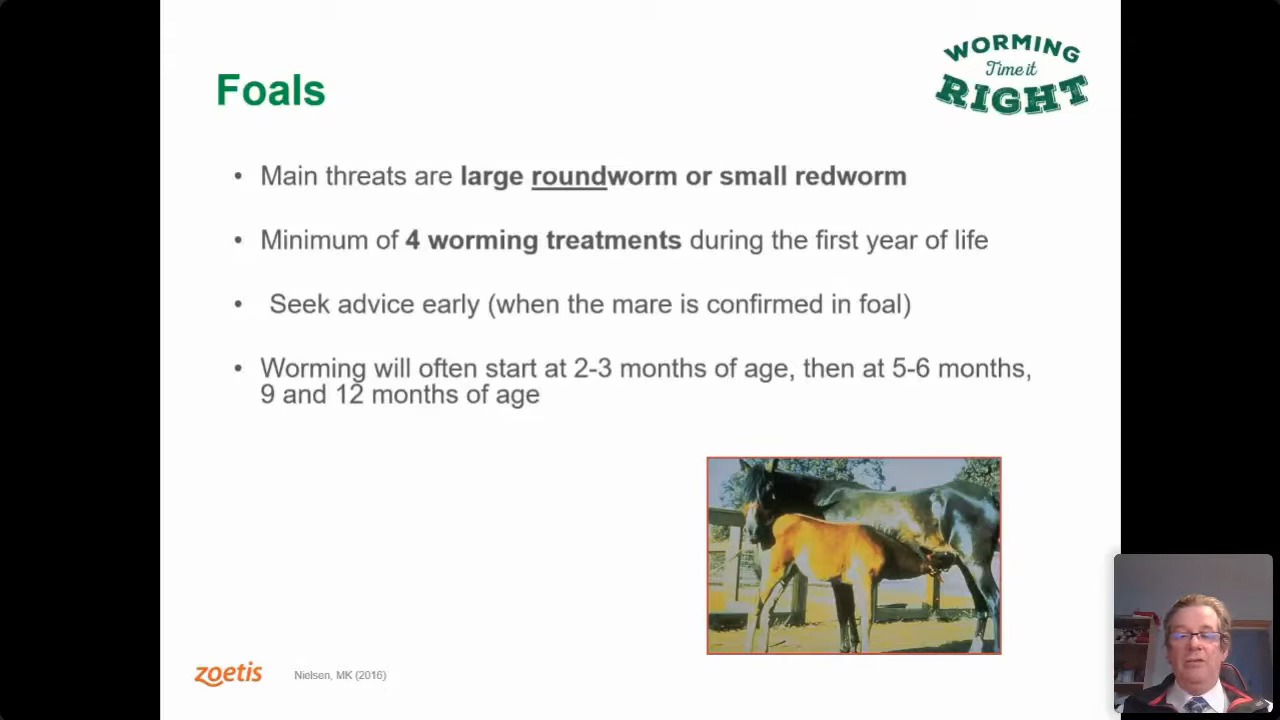 WORMING
Time it
RIGHT
Foals
• Main threats are large roundworm or small redworm
• Minimum of 4 worming treatments during the first year of life
• Seek advice early (when the mare is confirmed in foal)
• Worming will often start at 2-3 months of age, then at 5-6 months,
9 and 12 months of age
zoetis
Nielsen, MK (2016)